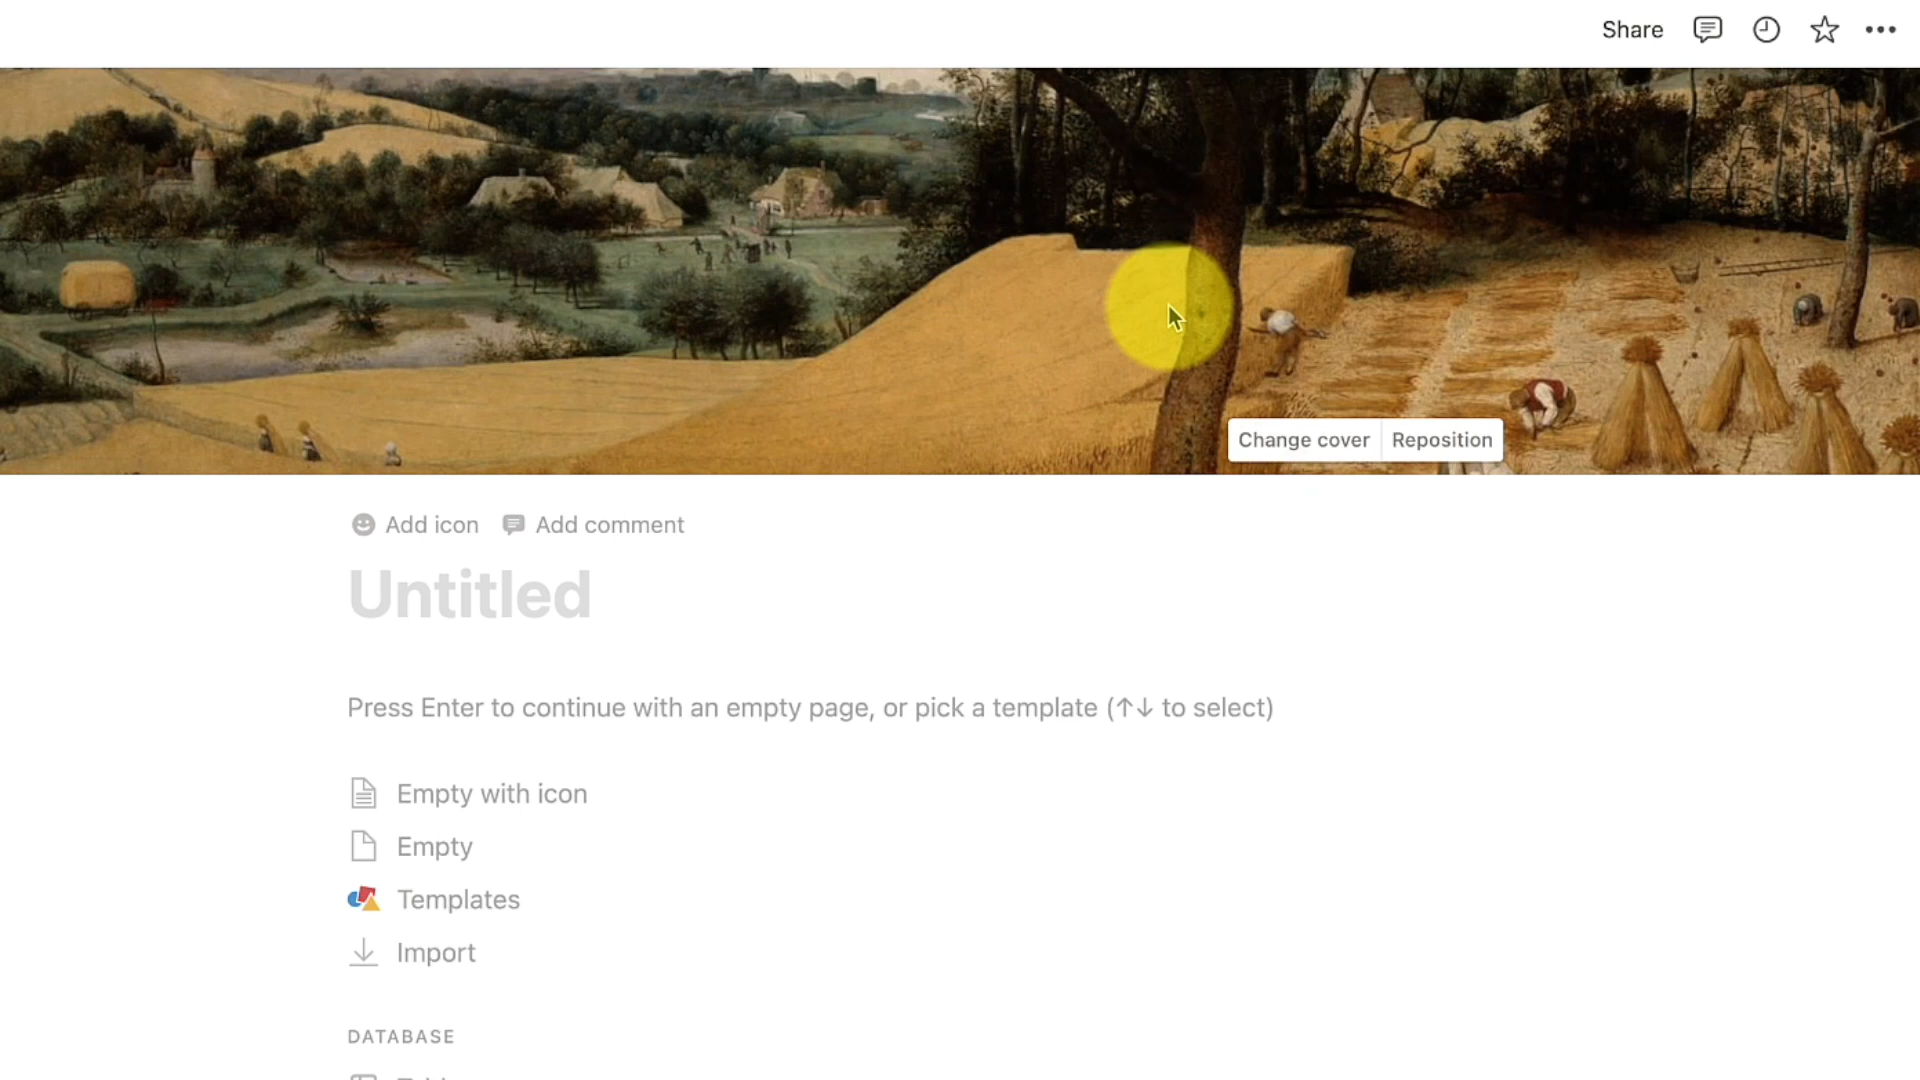 Share
Change cover Reposition
Add icon Add comment
Untitled
Press Enter to continue with an empty page, or pick a template (↑↓ to select)
Empty with icon
Empty
Templates
Import
DATABASE